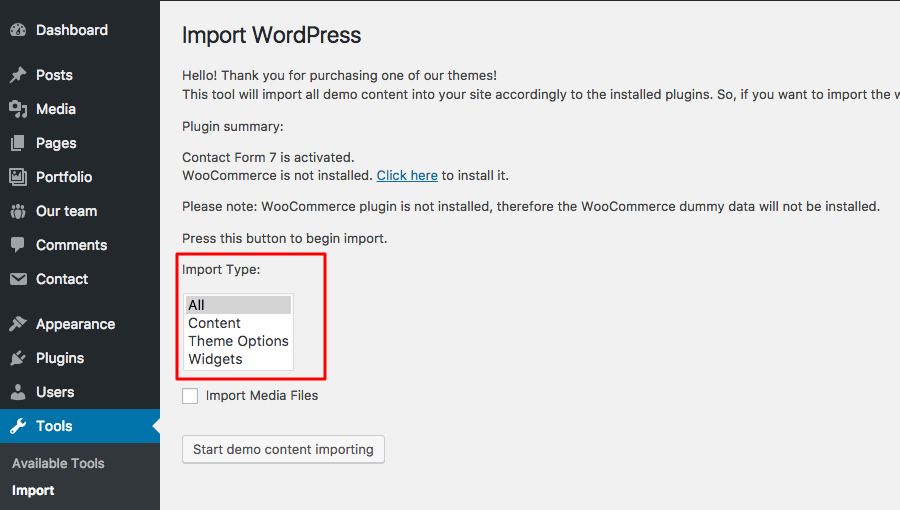 Dashboard
Posts
Media
Pages
Portfolio
Our team
Comments
Contact
Appearance
Plugins
Users
Tools
Available Tools
Import
Import WordPress
Hello! Thank you for purchasing one of our themes!
This tool will import all demo content into your site accordingly to the installed plugins. So, if you want to import the
Plugin summary:
Contact Form 7 is activated.
WooCommerce is not installed. Click here to install it.
Please note: WooCommerce plugin is not installed, therefore the WooCommerce dummy data will not be installed.
Press this button to begin import.
Import Type:
All
Content
Theme Options
Widgets
Import Media Files
Start demo content importing